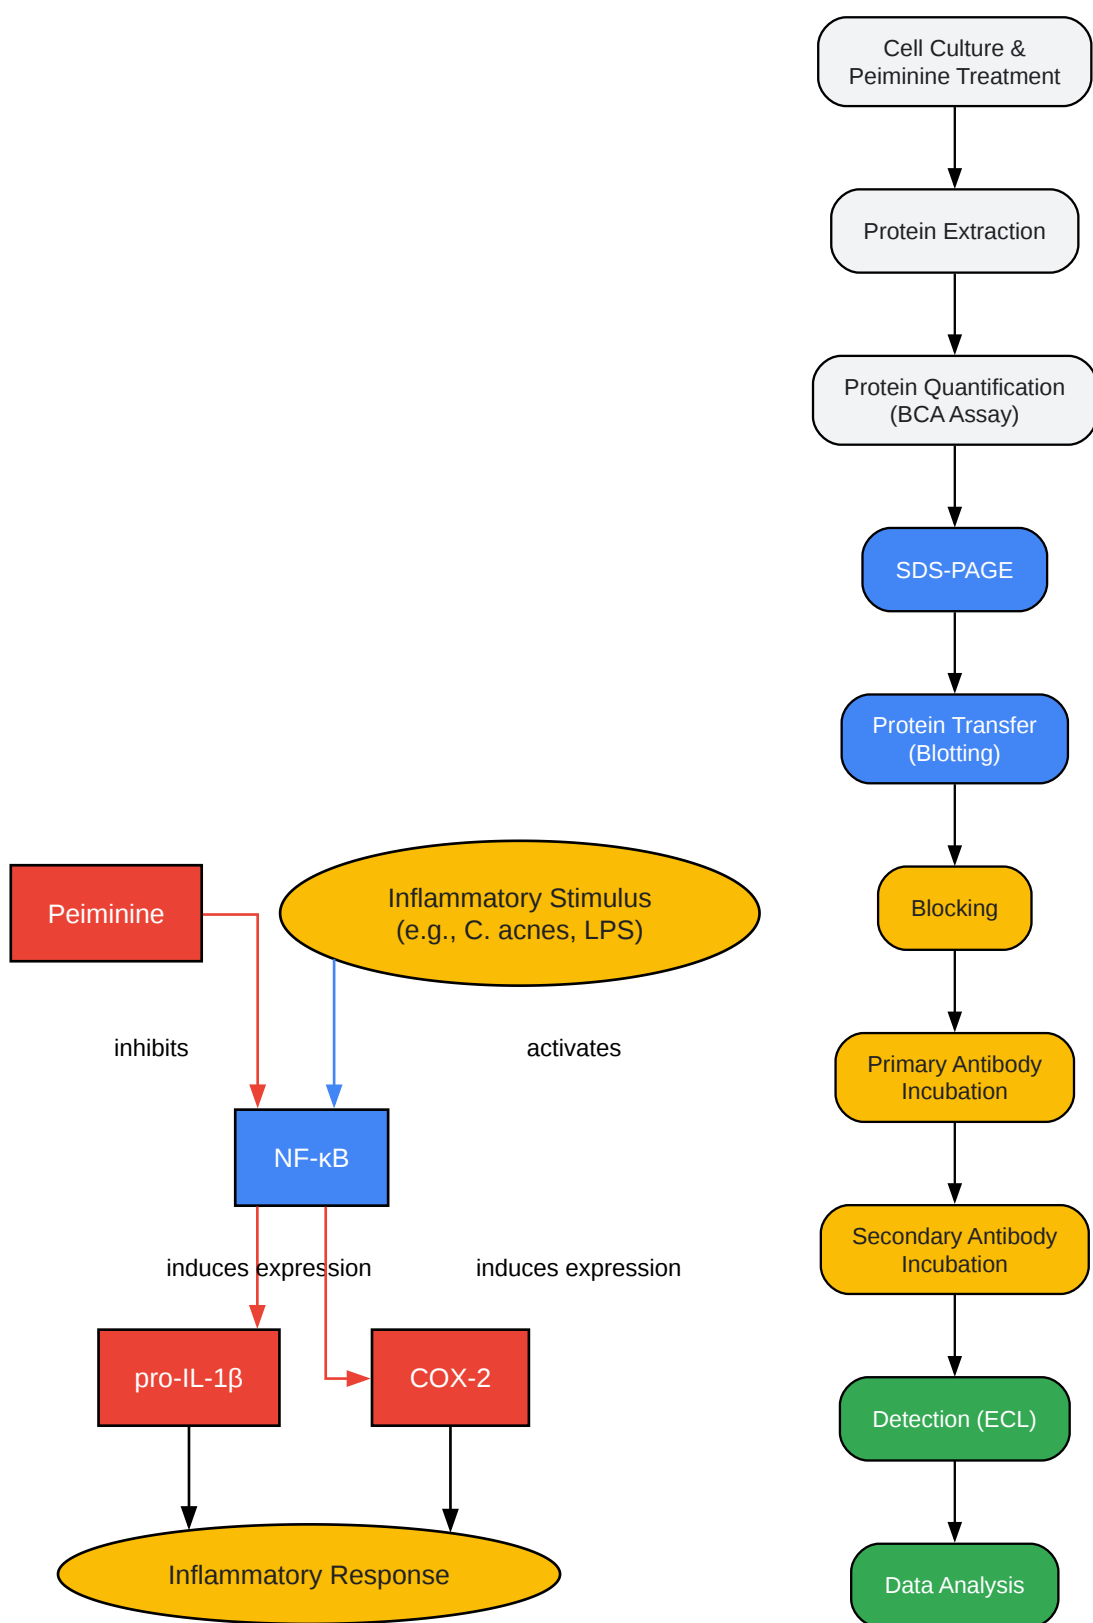 Cell Culture &
Peiminine Treatment
Protein Extraction
Protein Quantification
(BCA Assay)
SDS-PAGE
Protein Transfer
(Blotting)
Blocking
Primary Antibody
Incubation
Secondary Antibody
Incubation
Detection (ECL)
Data Analysis
Peiminine
Inflammatory Stimulus
(e.g., C. acnes, LPS)
inhibits
activates
NF-κB
induces expression
induces expression
pro-IL-1β
COX-2
Inflammatory Response